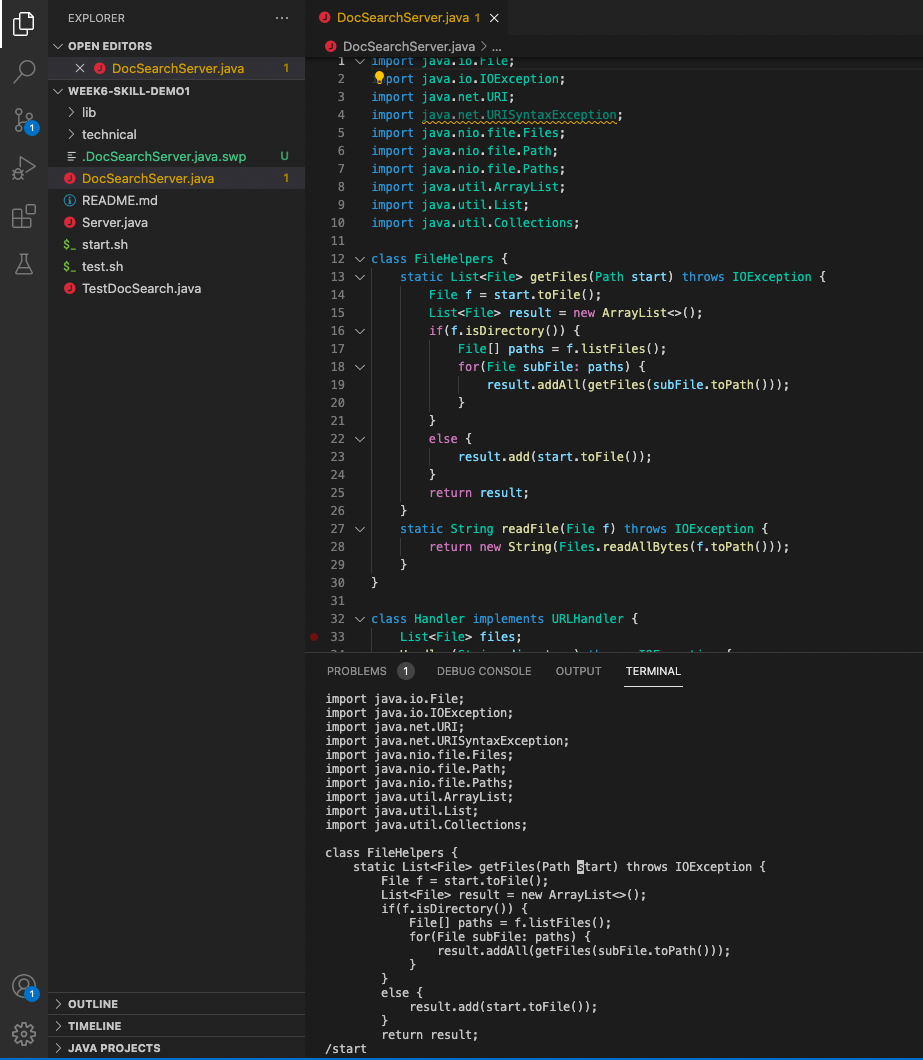 EXPLORER
OPEN EDITORS
DocSearchServer.java 1
WEEK6-SKILL-DEMO1
lib
technical
.DocSearchServer.java.swp U
DocSearchServer.java 1
README.md
Server.java
$_ start.sh
$_ test.sh
TestDocSearch.java
1
1
OUTLINE
TIMELINE
JAVA PROJECTS
DocSearchServer.java 1
DocSearchServer.java > ...
1 import java.io.File;
2 import java.io.IOException;
3 import java.net.URI;
4 import java.net.URISyntaxException;
5 import java.nio.file.Files;
6 import java.nio.file.Path;
7 import java.nio.file.Paths;
8 import java.util.ArrayList;
9 import java.util.List;
10 import java.util.Collections;
11
12 class FileHelpers {
13 static List<File> getFiles(Path start) throws IOException {
14 File f = start.toFile();
15 List<File> result = new ArrayList<>();
16 if(f.isDirectory()) {
17 File[] paths = f.listFiles();
18 for(File subFile: paths) {
19 result.addAll(getFiles(subFile.toPath()));
20 }
21 }
22 else {
23 result.add(start.toFile());
24 }
25 return result;
26 }
27 static String readFile(File f) throws IOException {
28 return new String(Files.readAllBytes(f.toPath()));
29 }
30 }
31
32 class Handler implements URLHandler {
33 List<File> files;
PROBLEMS 1 DEBUG CONSOLE OUTPUT TERMINAL
import java.io.File;
import java.io.IOException;
import java.net.URI;
import java.net.URISyntaxException;
import java.nio.file.Files;
import java.nio.file.Path;
import java.nio.file.Paths;
import java.util.ArrayList;
import java.util.List;
import java.util.Collections;
class FileHelpers {
static List<File> getFiles(Path start) throws IOException {
File f = start.toFile();
List<File> result = new ArrayList<>();
if(f.isDirectory()) {
File[] paths = f.listFiles();
for(File subFile: paths) {
result.addAll(getFiles(subFile.toPath()));
}
}
else {
result.add(start.toFile());
}
return result;
/start